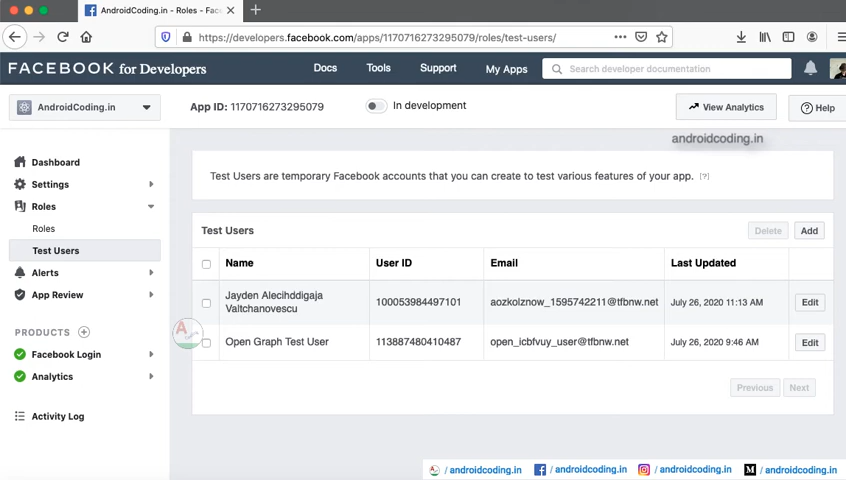 AndroidCoding.in - Roles - Face
https://developers.facebook.com/apps/1170716273295079/roles/test-users/
FACEBOOK for Developers Docs Tools Support My Apps Search developer documentation
AndroidCoding.in App ID: 1170716273295079 In development View Analytics Help
androidcoding.in
Dashboard
Settings
Roles
Roles
Test Users
Alerts
App Review
PRODUCTS
Facebook Login
Analytics
Activity Log
Test Users are temporary Facebook accounts that you can create to test various features of your app. [?]
Test Users Delete Add
Name User ID Email Last Updated
Jayden Alecihddigaja
Valtchanovescu 100053984497101 aozkolznow_1595742211@tfbnw.net July 26, 2020 11:13 AM Edit
Open Graph Test User 113887480410487 open_icbfvuy_user@tfbnw.net July 26, 2020 9:46 AM Edit
Previous Next
/ androidcoding.in / androidcoding.in / androidcoding.in / androidcoding.in